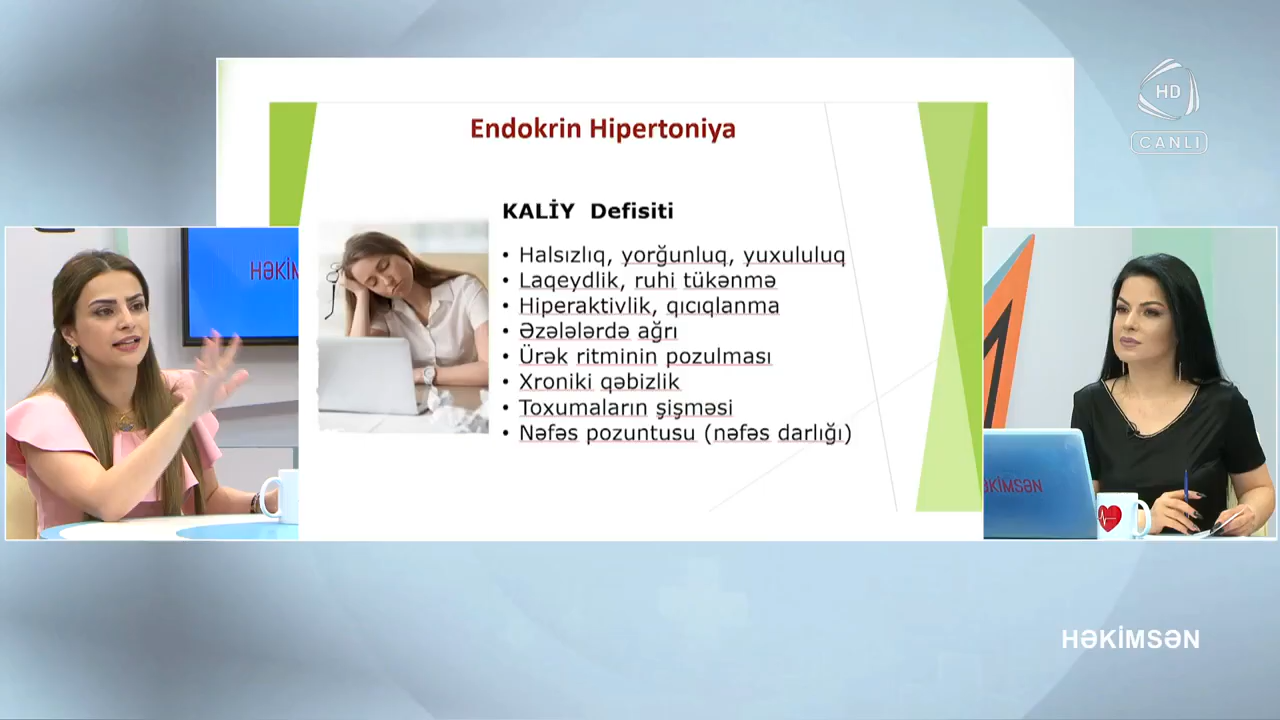 HD
CANLI
Endokrin Hipertoniya
KALİY Defisiti
• Halsızlıq, yorğunluq, yuxululuq
• Laqeydlik, ruhi tükənmə
• Hiperaktivlik, qıcıqlanma
• Əzələlərdə ağrı
• Ürək ritminin pozulması
• Xroniki qəbizlik
• Toxumaların şişməsi
• Nəfəs pozuntusu (nəfəs darlığı)
HƏKİM
ƏKİMSƏN
HƏKİMSƏN